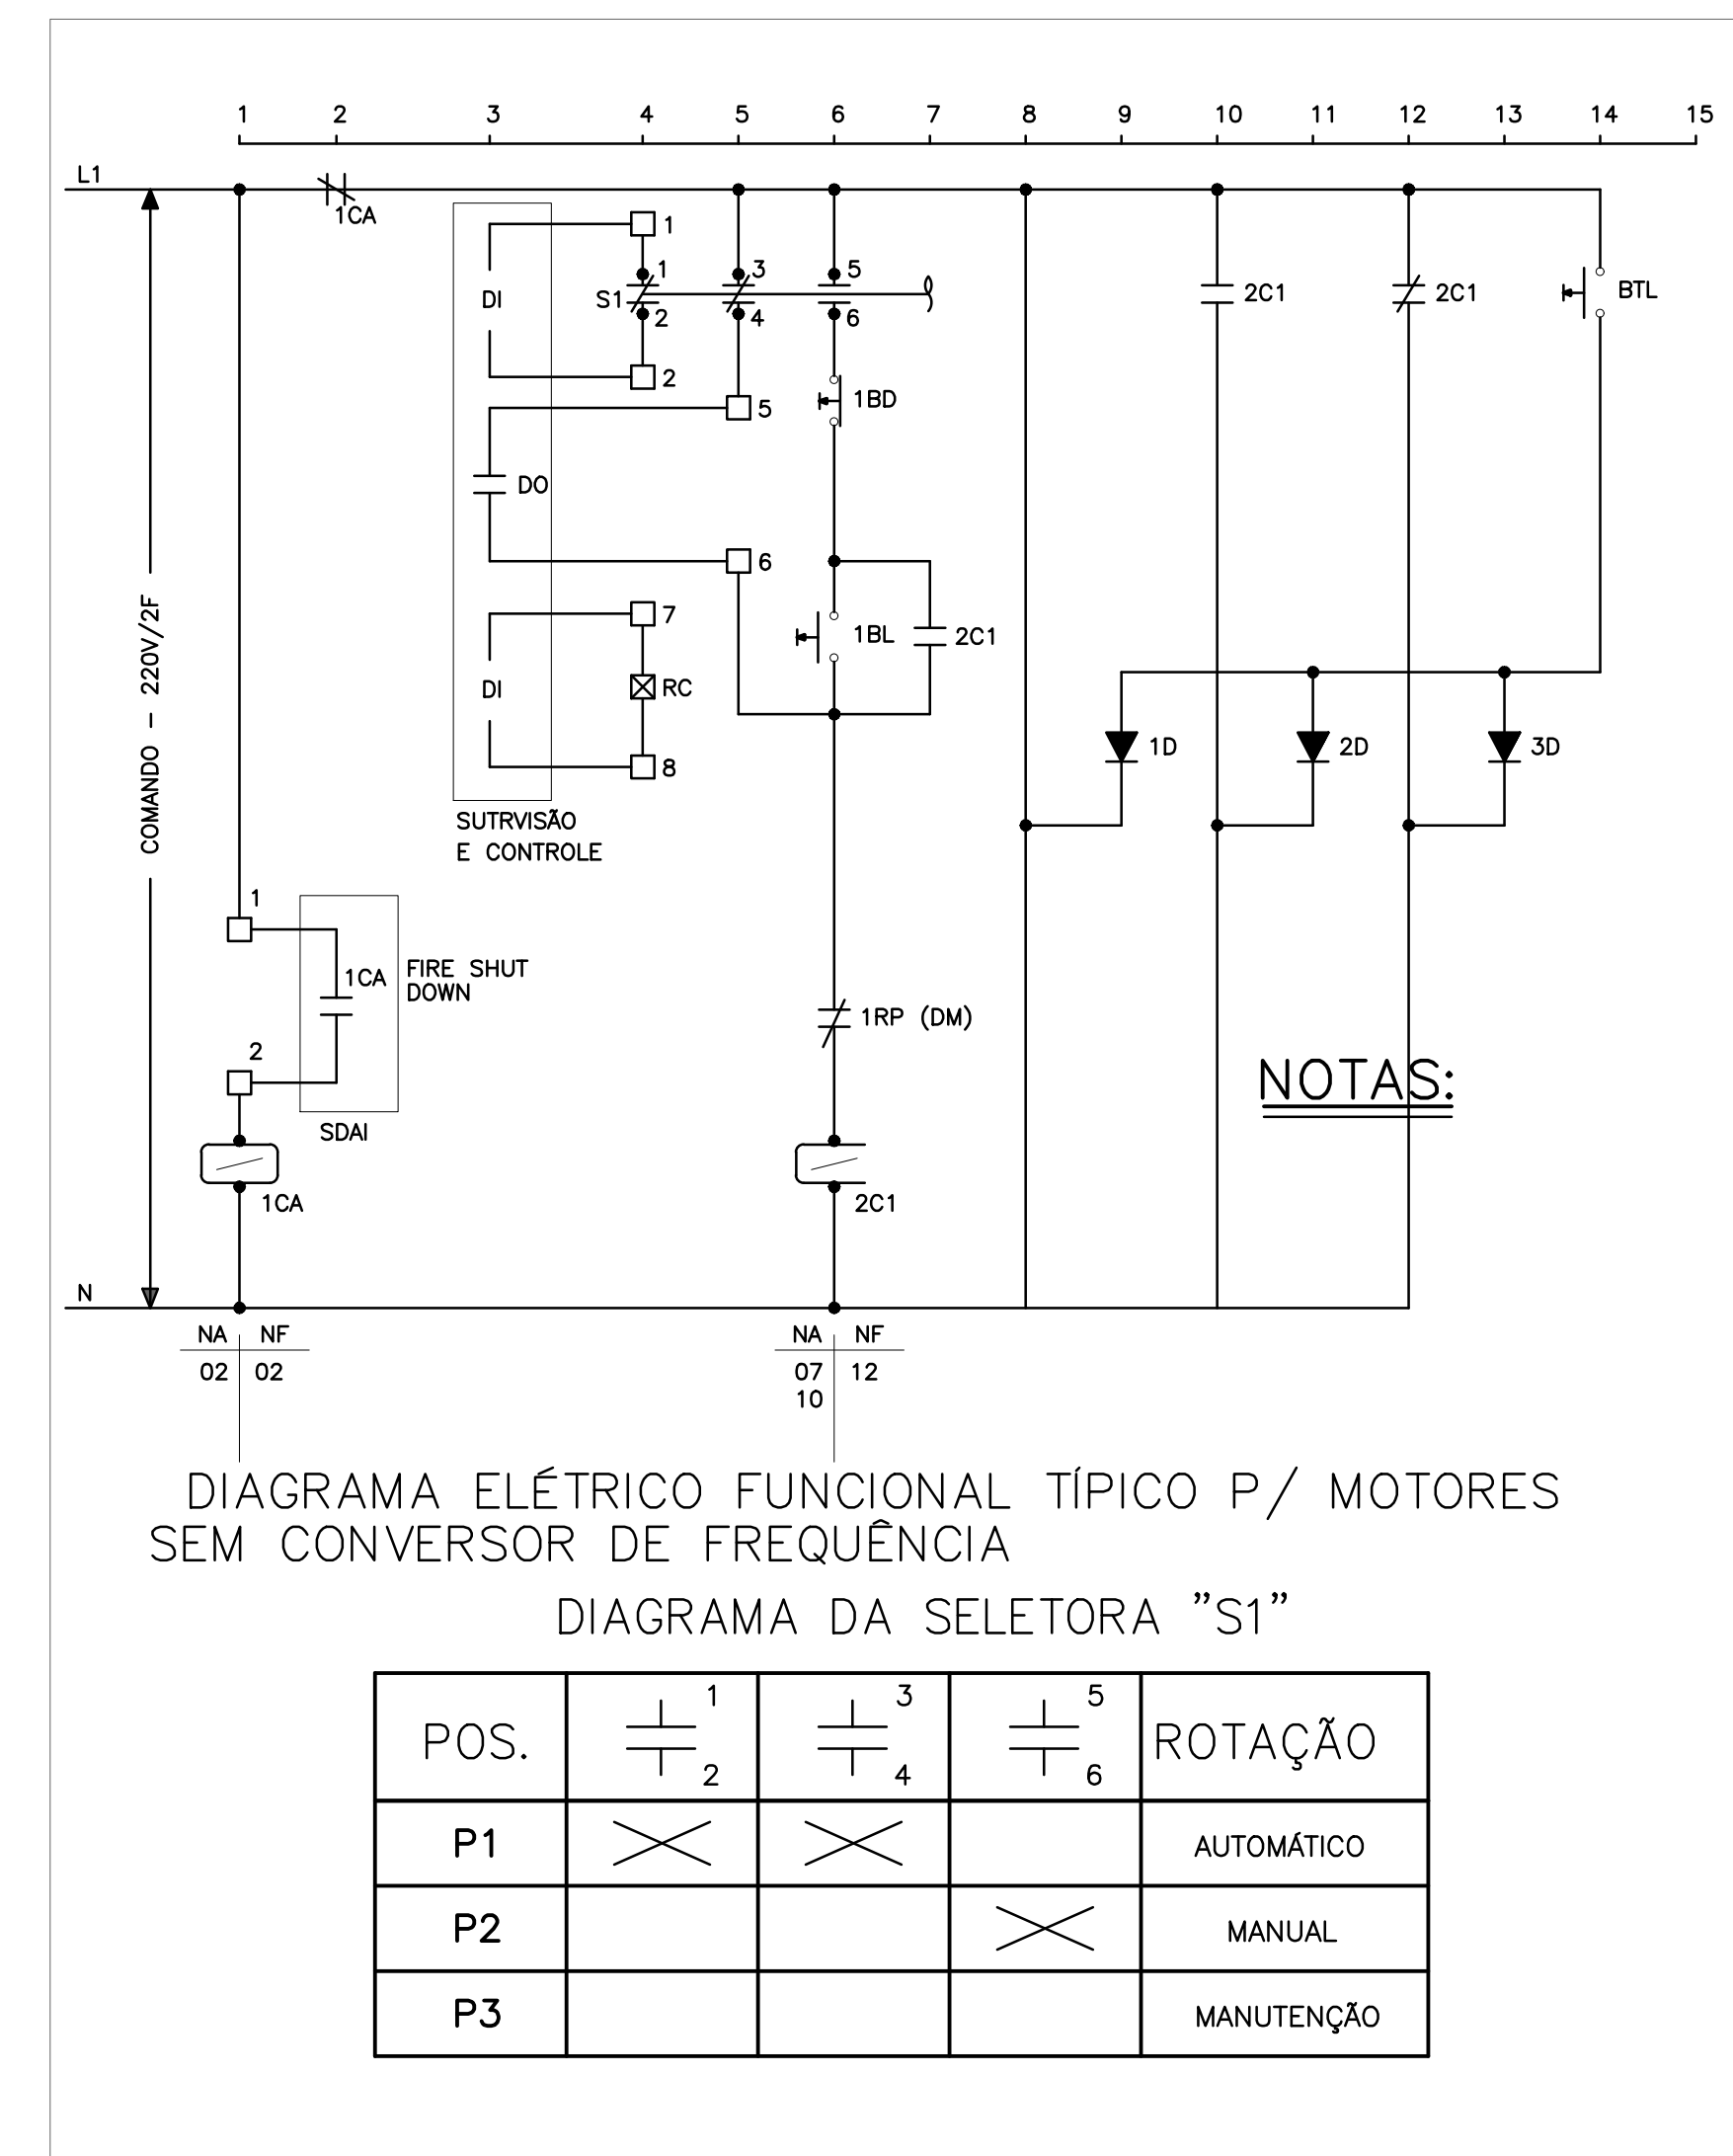 1 2 3 4 5 6 7 8 9 10 11 12 13 14 15
L1
1CA
1
1 3 5
DI S1 2C1 2C1 BTL
2 4 6
2
5 1BD
DO
6
COMANDO - 220V/2F
7 1BL 2C1
DI RC
1D 2D 3D
8
SUTRVISÃO
E CONTROLE
1
1CA FIRE SHUT
DOWN
1RP (DM)
2
NOTAS:
SDAI
1CA 2C1
N
NA NF NA NF
02 02 07 12
10
DIAGRAMA ELÉTRICO FUNCIONAL TÍPICO P/ MOTORES
SEM CONVERSOR DE FREQUÊNCIA
DIAGRAMA DA SELETORA "S1"
1 3 5
POS. ROTAÇÃO
2 4 6
P1 AUTOMÁTICO
P2 MANUAL
P3 MANUTENÇÃO